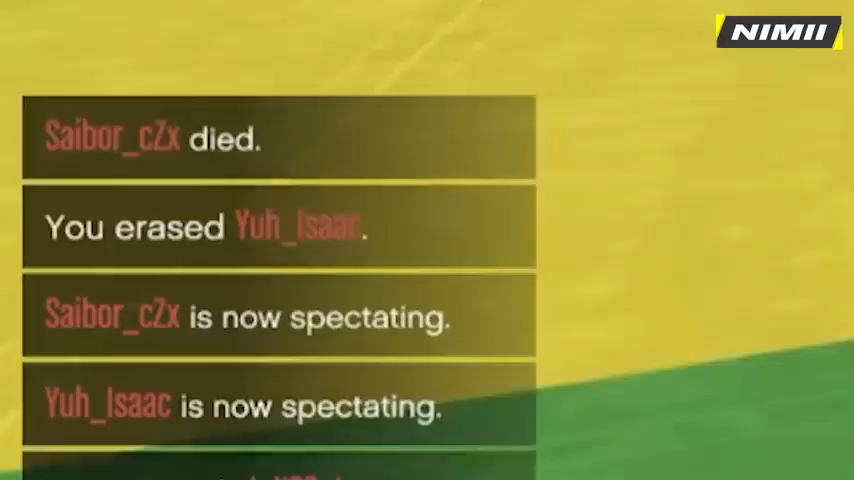 NIMII
Saibor_cZx died.
You erased Yuh_Isaac.
Saibor_cZx is now spectating.
Yuh_Isaac is now spectating.